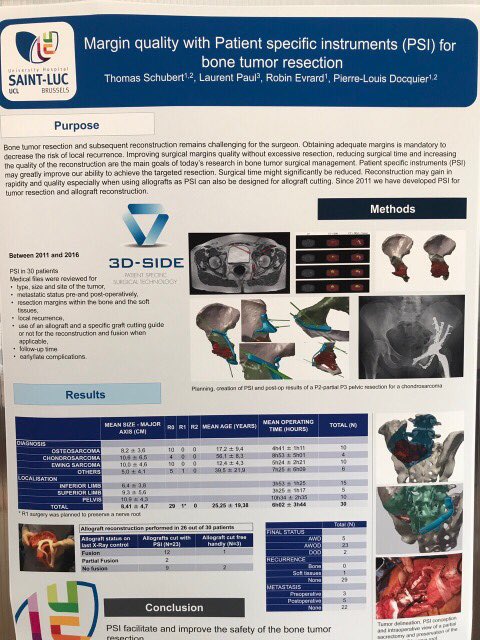 University Hospital
SAINT-LUC
UCL BRUSSELS
Margin quality with Patient specific instruments (PSI) for
bone tumor resection
Thomas Schubert1,2, Laurent Paul3, Robin Evrard1, Pierre-Louis Docquier1,2
Purpose
Bone tumor resection and subsequent reconstruction remains challenging for the surgeon. Obtaining adequate margins is mandatory to
decrease the risk of local recurrence. Improving surgical margins quality without excessive resection, reducing surgical time and increasing
the quality of the reconstruction are the main goals of today's research in bone tumor surgical management. Patient specific instruments (PSI)
may greatly improve our ability to achieve the targeted resection. Surgical time might significantly be reduced. Reconstruction may gain in
rapidity and quality especially when using allografts as PSI can also be designed for allograft cutting. Since 2011 we have developed PSI for
tumor resection and allograft reconstruction.
Methods
3D-SIDE
PATIENT SPECIFIC
SURGICAL TECHNOLOGY
Between 2011 and 2016
PSI in 30 patients
Medical files were reviewed for
• type, size and site of the tumor,
• metastatic status pre-and post-operatively,
• resection margins within the bone and the soft
tissues,
• local recurrence,
• use of an allograft and a specific graft cutting guide
or not for the reconstruction and fusion when
applicable,
• follow-up time
• early/late complications.
Planning, creation of PSI and post-op results of a P2-partial P3 pelvic resection for a chondrosarcoma
Results
MEAN SIZE - MAJOR AXIS (CM) R0 R1 R2 MEAN AGE (YEARS) MEAN OPERATING TIME (HOURS) TOTAL (N)
DIAGNOSIS
OSTEOSARCOMA 8,2 ± 3,6 10 0 0 17.2 ± 9,4 4h41 ± 1h11 10
CHONDROSARCOMA 10,6 ± 6,5 4 0 0 56,1 ± 8,3 8h53 ± 5h01 4
EWING SARCOMA 10,0 ± 4,6 10 0 0 12,4 ± 4,3 5h24 ± 2h21 10
OTHERS 5,0 ± 4,1 5 1 0 39,5 ± 21,9 7h25 ± 6h09 6
LOCALISATION
INFERIOR LIMB 6,4 ± 3,8 3h53 ± 1h25 15
SUPERIOR LIMB 9,3 ± 5,6 3h25 ± 1h17 5
PELVIS 10,9 ± 4,3 10h34 ± 2h35 10
TOTAL 8,41 ± 4,7 29 1* 0 25,25 ± 19,38 6h02 ± 3h44 30
* R1 surgery was planned to preserve a nerve root
Allograft reconstruction performed in 26 out of 30 patients
Allograft status on last X-Ray control Allografts cut with PSI (N=23) Allograft cut free handly (N=3)
Fusion 12
Partial Fusion 2
No fusion 9 2
Total (N)
FINAL STATUS
AWD 5
AWOD 23
DOD 2
RECURRENCE
Bone 0
Soft tissues 1
None 29
METASTASIS
Preoperative 3
Postoperative 5
None 22
Tumor delineation, PSI conception
and intraoperative view of a partial
sacrectomy and preservation of the
Conclusion
PSI facilitate and improve the safety of the bone tumor
resection